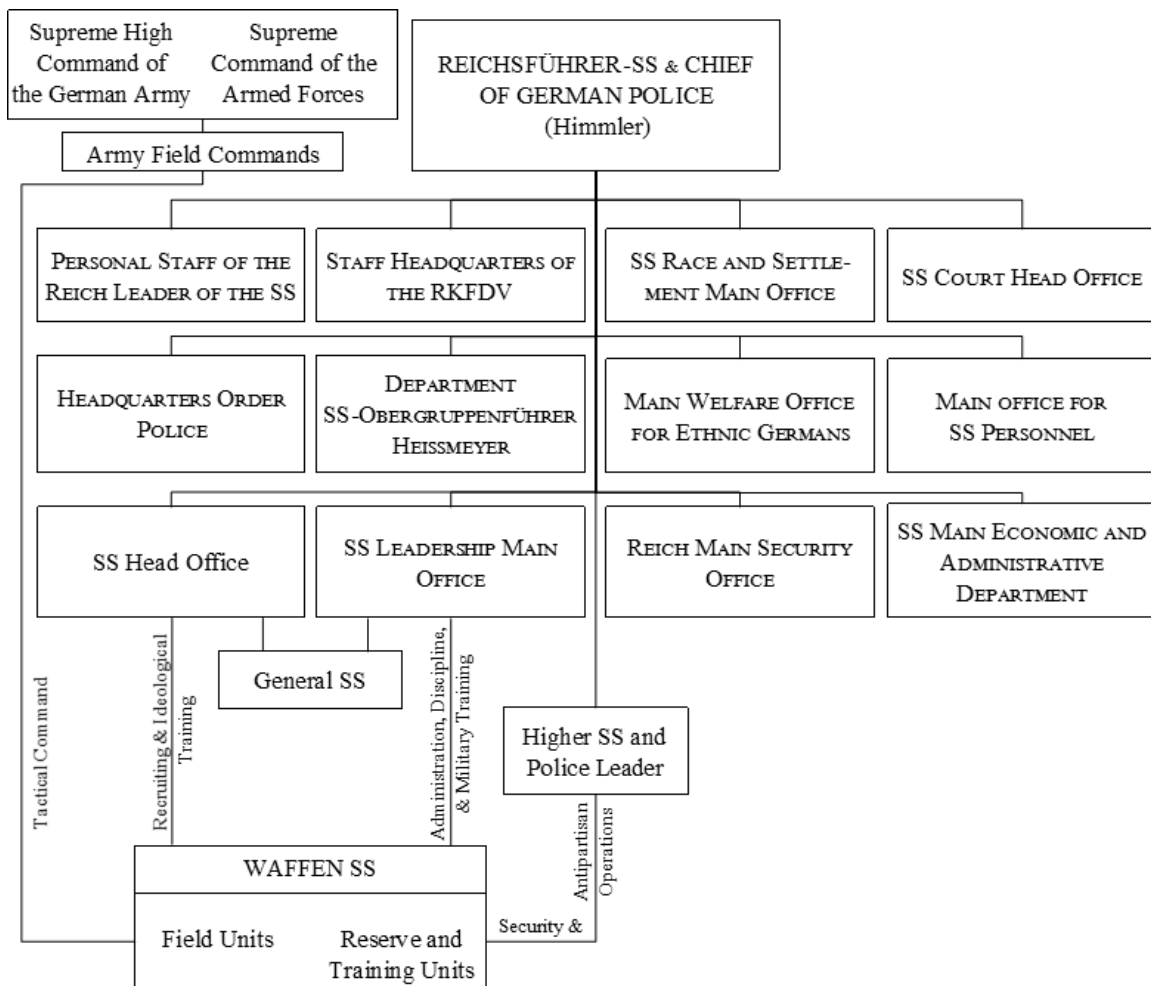 Supreme High
Command of
the German Army
Supreme
Command of the
Armed Forces
REICHSFÜHRER-SS & CHIEF
OF GERMAN POLICE
(Himmler)
Army Field Commands
PERSONAL STAFF OF THE
REICH LEADER OF THE SS
STAFF HEADQUARTERS OF
THE RKFDV
SS RACE AND SETTLE-
MENT MAIN OFFICE
SS COURT HEAD OFFICE
HEADQUARTERS ORDER
POLICE
DEPARTMENT
SS-OBERGRUPPENFÜHRER
HEISSMEYER
MAIN WELFARE OFFICE
FOR ETHNIC GERMANS
MAIN OFFICE FOR
SS PERSONNEL
SS Head Office
SS LEADERSHIP MAIN
OFFICE
REICH MAIN SECURITY
OFFICE
SS MAIN ECONOMIC AND
ADMINISTRATIVE
DEPARTMENT
General SS
Tactical Command
Recruiting & Ideological
Training
Administration, Discipline,
& Military Training
Higher SS and
Police Leader
Antipartisan
Operations
Security &
WAFFEN SS
Field Units
Reserve and
Training Units